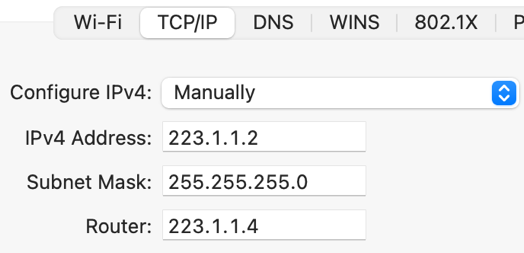 Wi-Fi TCP/IP DNS WINS 802.1X P
Configure IPv4: Manually
IPv4 Address: 223.1.1.2
Subnet Mask: 255.255.255.0
Router: 223.1.1.4